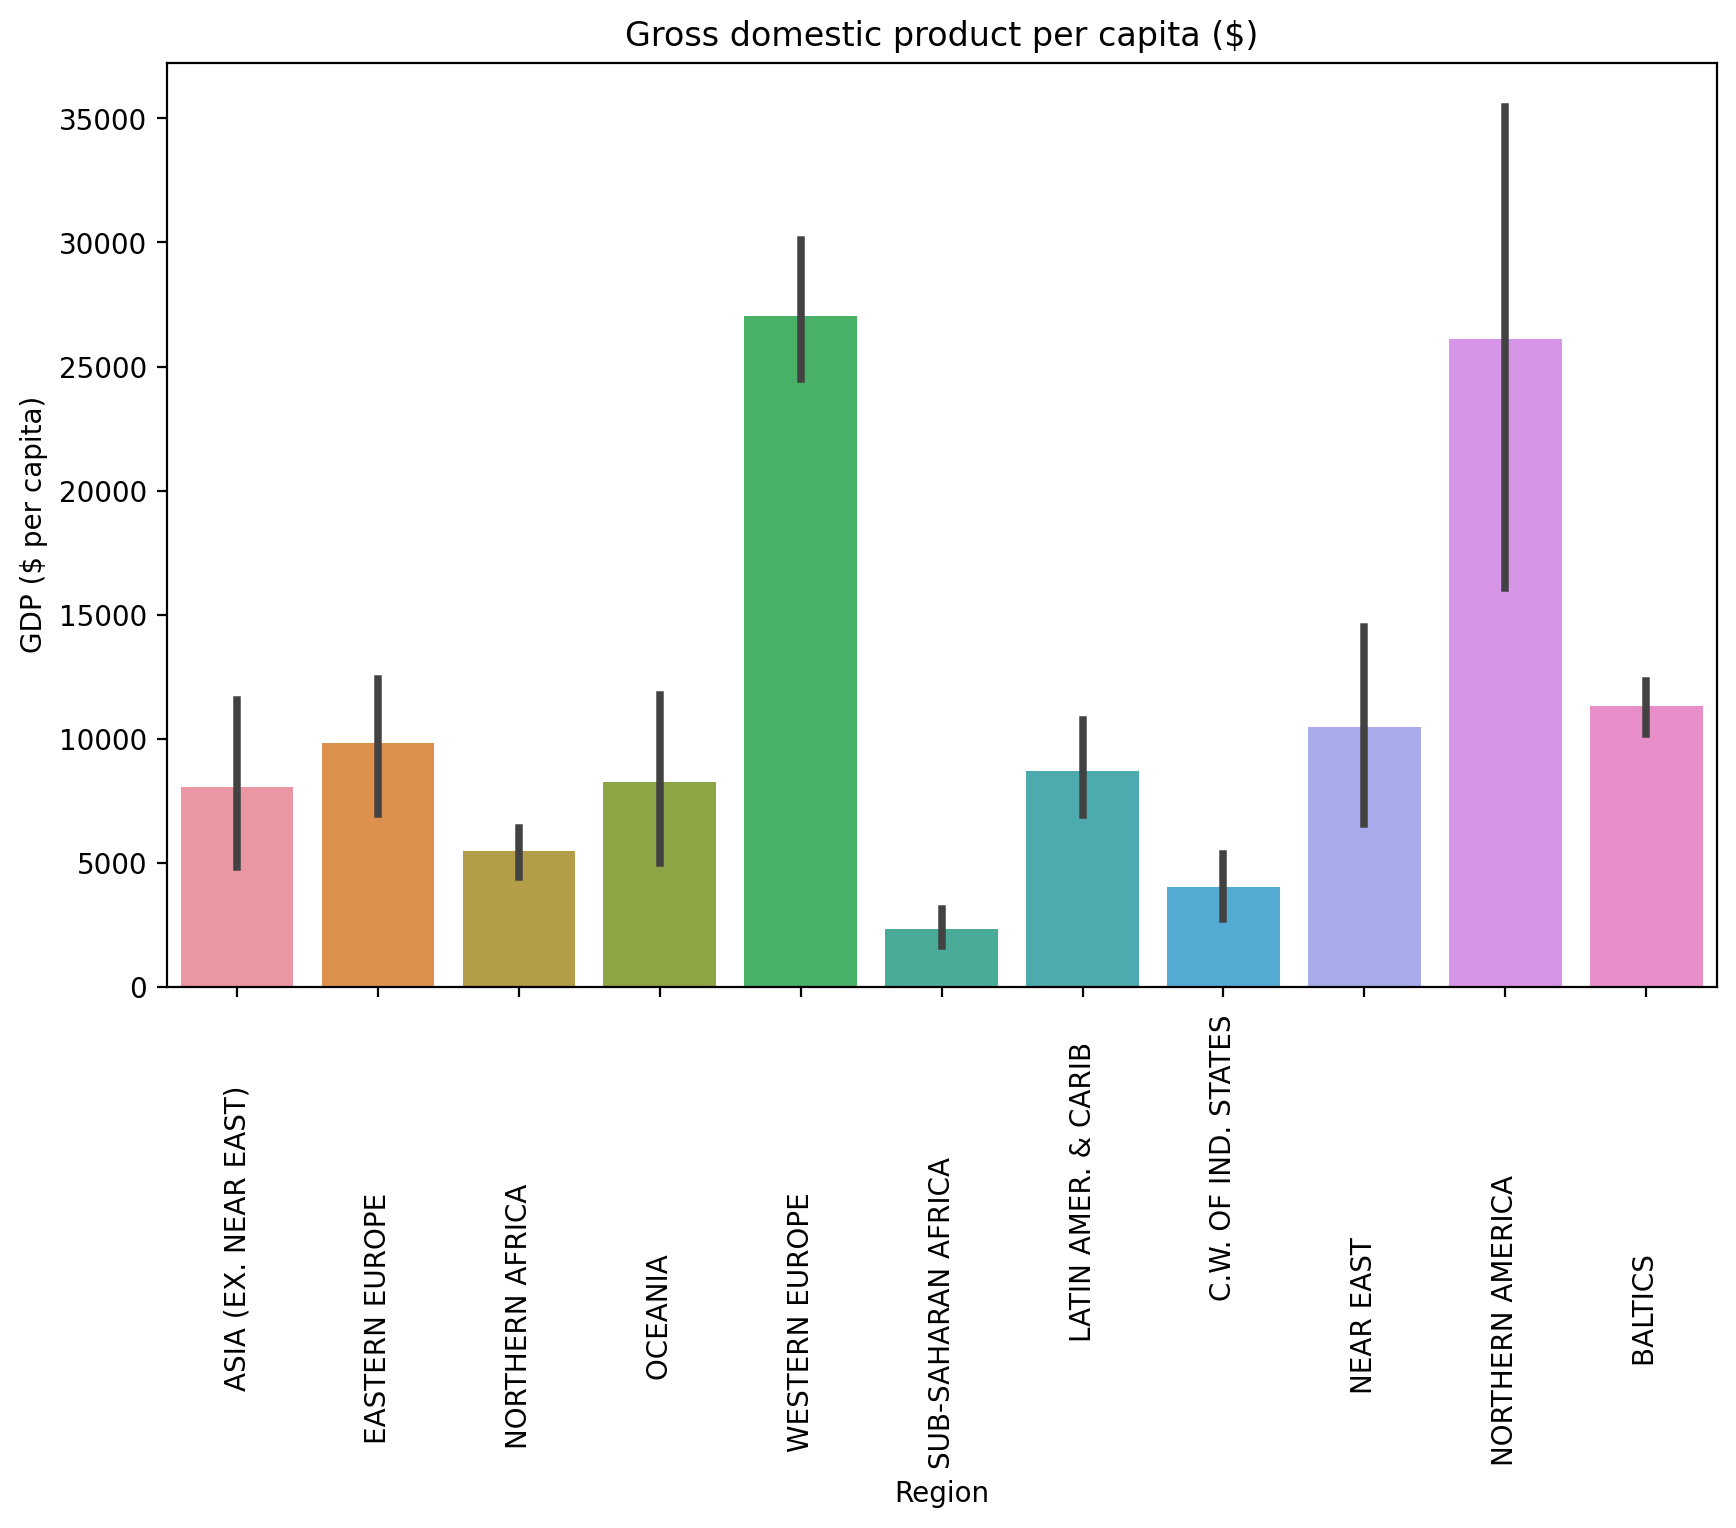 Gross domestic product per capita ($)
GDP ($ per capita)
35000
30000
25000
20000
15000
10000
5000
0
ASIA (EX. NEAR EAST)
EASTERN EUROPE
NORTHERN AFRICA
OCEANIA
WESTERN EUROPE
SUB-SAHARAN AFRICA
LATIN AMER. & CARIB
C.W. OF IND. STATES
NEAR EAST
NORTHERN AMERICA
BALTICS
Region